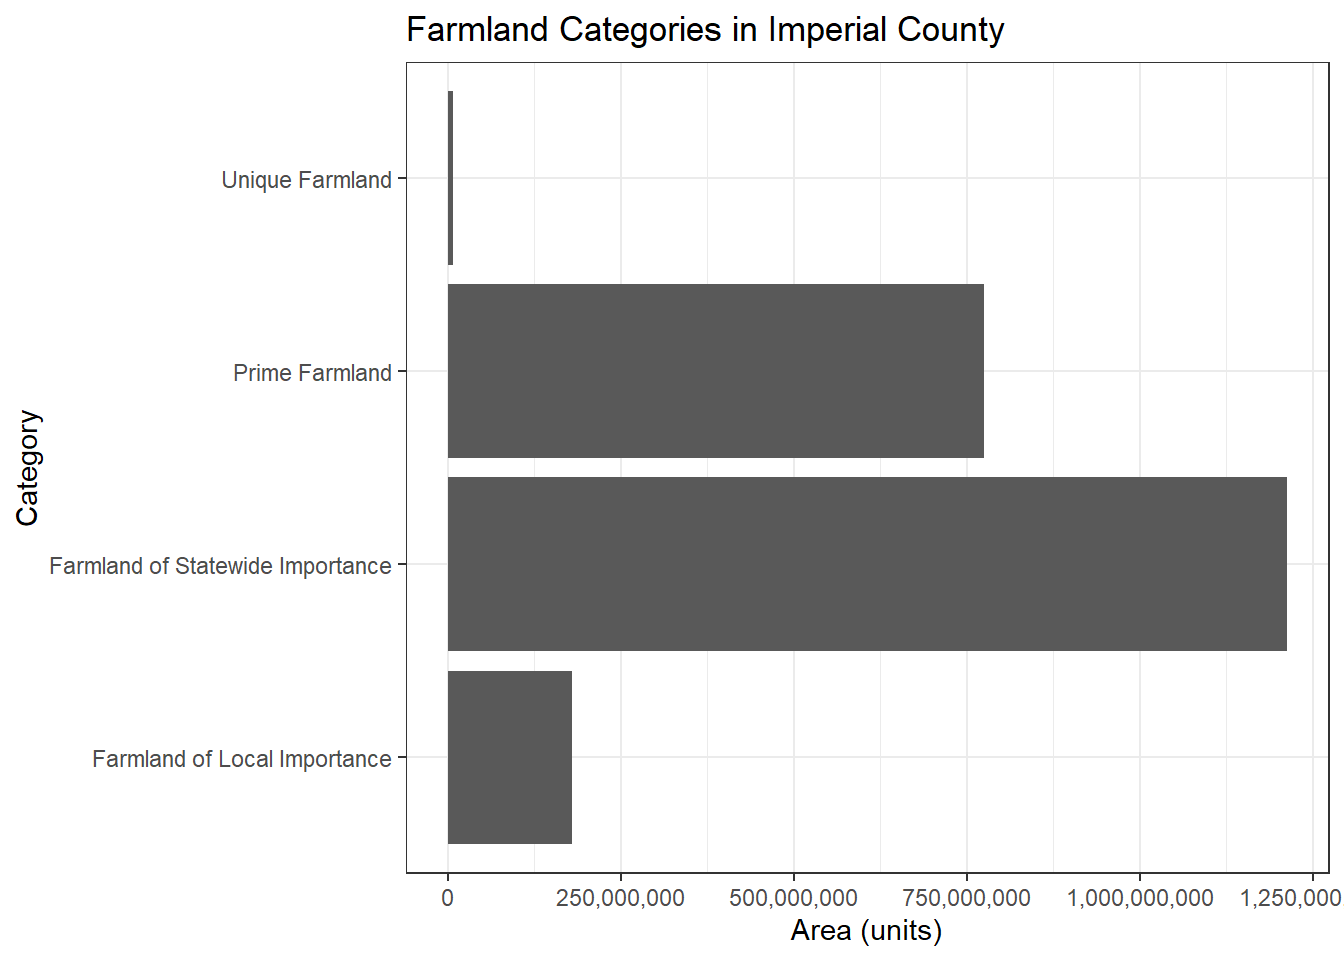 Farmland Categories in Imperial County
Unique Farmland
Prime Farmland
Farmland of Statewide Importance
Farmland of Local Importance
Category
0 250,000,000 500,000,000 750,000,000 1,000,000,000 1,250,000
Area (units)